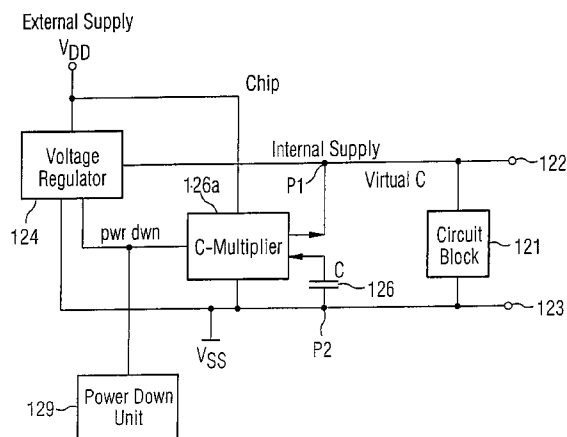 External Supply
VDD
Chip
Voltage
Regulator
124
Internal Supply
P1
Virtual C
122
126a
C-Multiplier
pwr dwn
Circuit
Block
121
C
126
123
VSS
P2
129
Power Down
Unit